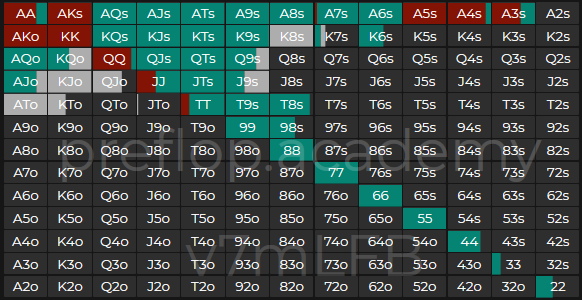 AA AKs AQs AJs ATs A9s A8s A7s A6s A5s A4s A3s A2s
AKo KK KQs KJs KTs K9s K8s K7s K6s K5s K4s K3s K2s
AQo KQo QQ QJs QTs Q9s Q8s Q7s Q6s Q5s Q4s Q3s Q2s
AJo KJo QJo JJ JTs J9s J8s J7s J6s J5s J4s J3s J2s
ATo KTo QTo JTo TT T9s T8s T7s T6s T5s T4s T3s T2s
A9o K9o Q9o J9o T9o 99 98s 97s 96s 95s 94s 93s 92s
A8o K8o Q8o J8o T8o 98o 88 87s 86s 85s 84s 83s 82s
preflop.academy
A7o K7o Q7o J7o T7o 97o 87o 77 76s 75s 74s 73s 72s
A6o K6o Q6o J6o T6o 96o 86o 76o 66 65s 64s 63s 62s
A5o K5o Q5o J5o T5o 95o 85o 75o 65o 55 54s 53s 52s
A4o K4o Q4o J4o T4o 94o 84o 74o 64o 54o 44 43s 42s
v7mLFB
A3o K3o Q3o J3o T3o 93o 83o 73o 63o 53o 43o 33 32s
A2o K2o Q2o J2o T2o 92o 82o 72o 62o 52o 42o 32o 22